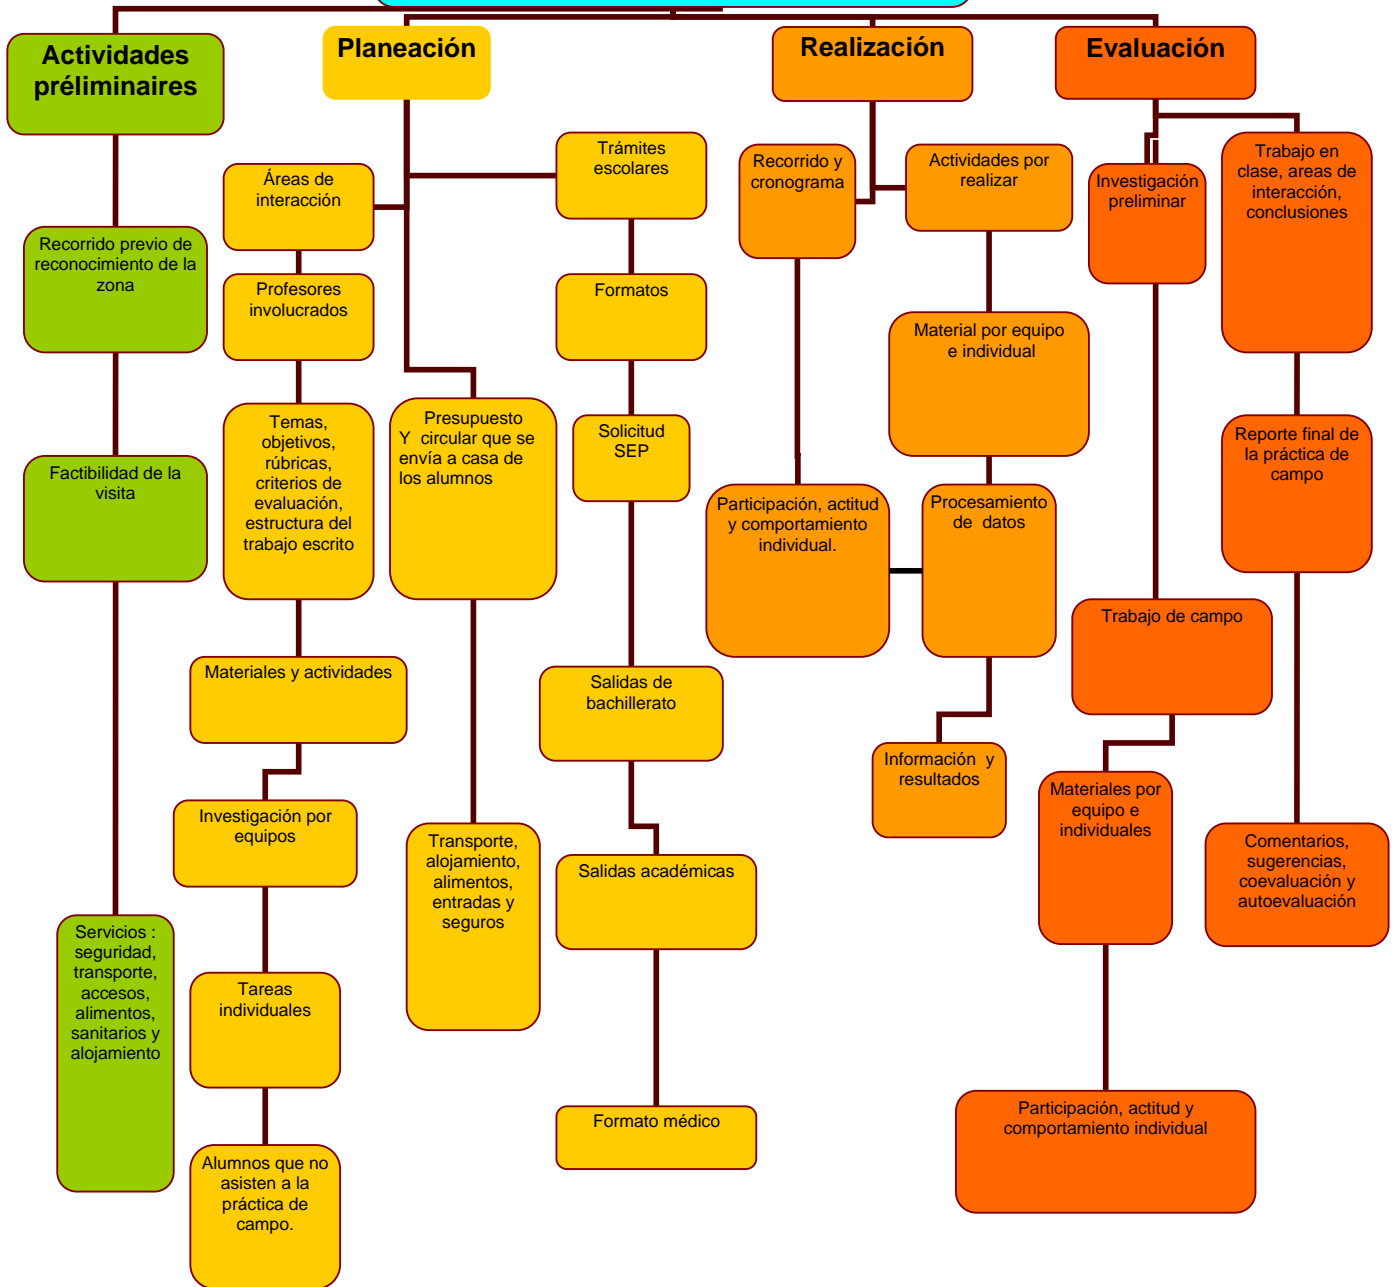 Actividades
préliminaires
Recorrido previo de
reconocimiento de la
zona
Factibilidad de la
visita
Servicios :
seguridad,
transporte,
accesos,
alimentos,
sanitarios y
alojamiento
Planeación
Áreas de
interacción
Profesores
involucrados
Temas,
objetivos,
rúbricas,
criterios de
evaluación,
estructura del
trabajo escrito
Materiales y actividades
Investigación por
equipos
Tareas
individuales
Alumnos que no
asisten a la
práctica de
campo.
Presupuesto
Y circular que se
envía a casa de
los alumnos
Transporte,
alojamiento,
alimentos,
entradas y
seguros
Trámites
escolares
Formatos
Solicitud
SEP
Salidas de
bachillerato
Salidas académicas
Formato médico
Realización
Recorrido y
cronograma
Participación, actitud
y comportamiento
individual.
Actividades por
realizar
Material por equipo
e individual
Procesamiento
de datos
Información y
resultados
Evaluación
Investigación
preliminar
Trabajo de campo
Materiales por
equipo e
individuales
Participación, actitud y
comportamiento individual
Trabajo en
clase, areas de
interacción,
conclusiones
Reporte final de
la práctica de
campo
Comentarios,
sugerencias,
coevaluación y
autoevaluación